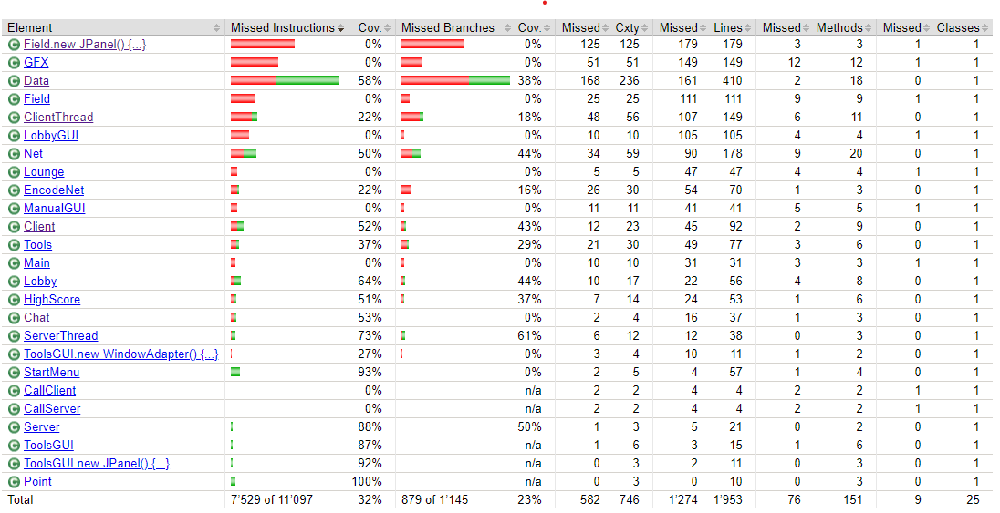 Element Missed Instructions Cov. Missed Branches Cov. Missed Cxty Missed Lines Missed Methods Missed Classes
Field.new JPanel() {...} 0% 0% 125 125 179 179 3 3 1 1
GFX 0% 0% 51 51 149 149 12 12 1 1
Data 58% 38% 168 236 161 410 2 18 0 1
Field 0% 0% 25 25 111 111 9 9 1 1
ClientThread 22% 18% 48 56 107 149 6 11 0 1
LobbyGUI 0% 0% 10 10 105 105 4 4 1 1
Net 50% 44% 34 59 90 178 9 20 0 1
Lounge 0% 0% 5 5 47 47 4 4 1 1
EncodeNet 22% 16% 26 30 54 70 1 3 0 1
ManualGUI 0% 0% 11 11 41 41 5 5 1 1
Client 52% 43% 12 23 45 92 2 9 0 1
Tools 37% 29% 21 30 49 77 3 6 0 1
Main 0% 0% 10 10 31 31 3 3 1 1
Lobby 64% 44% 10 17 22 56 4 8 0 1
HighScore 51% 37% 7 14 24 53 1 6 0 1
Chat 53% 0% 2 4 16 37 1 3 0 1
ServerThread 73% 61% 6 12 12 38 0 3 0 1
ToolsGUI.new WindowAdapter() {...} 27% 0% 3 4 10 11 1 2 0 1
StartMenu 93% 0% 2 5 4 57 1 4 0 1
CallClient 0% n/a 2 2 4 4 2 2 1 1
CallServer 0% n/a 2 2 4 4 2 2 1 1
Server 88% 50% 1 3 5 21 0 2 0 1
ToolsGUI 87% n/a 1 6 3 15 1 6 0 1
ToolsGUI.new JPanel() {...} 92% n/a 0 3 2 11 0 3 0 1
Point 100% n/a 0 3 0 10 0 3 0 1
Total 7'529 of 11'097 32% 879 of 1'145 23% 582 746 1'274 1'953 76 151 9 25